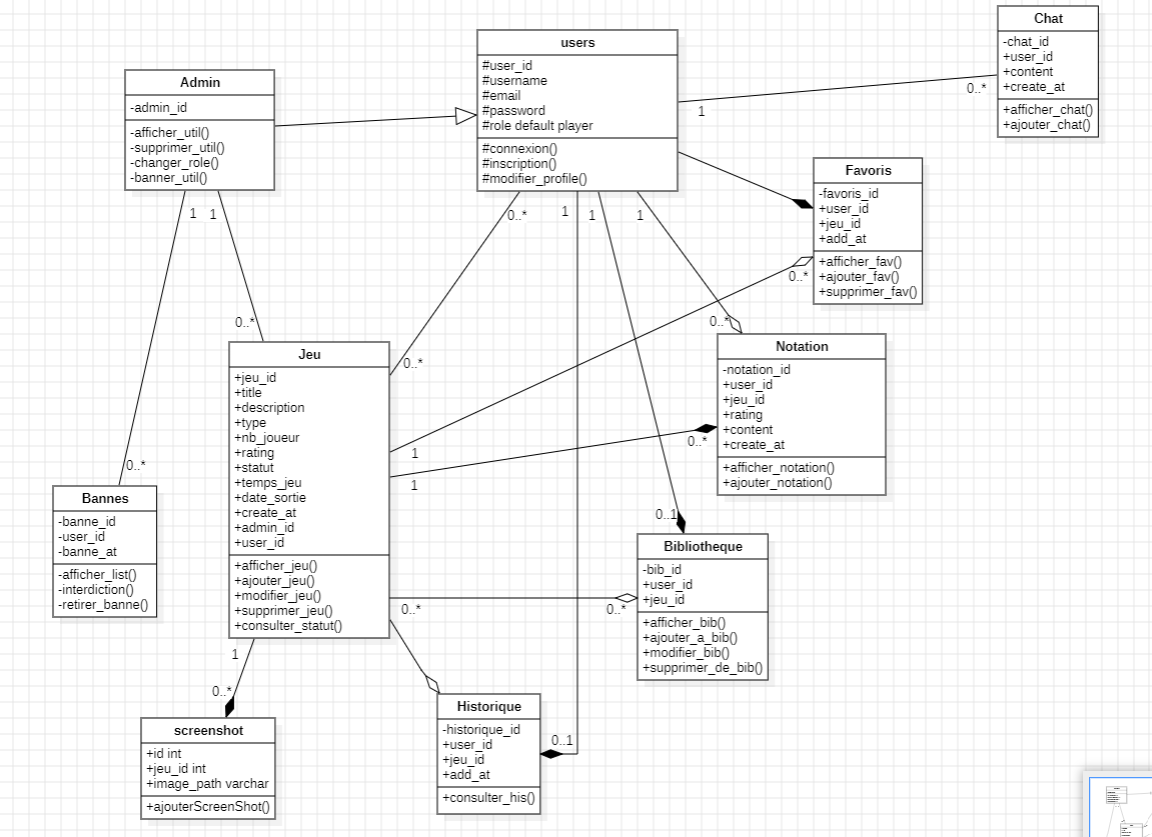 Chat
-chat_id
+user_id
+content
+create_at
+afficher_chat()
+ajouter_chat()
users
#user_id
#username
#email
#password
#role default player
#connexion()
#inscription()
#modifier_profile()
Admin
-admin_id
-afficher_util()
-supprimer_util()
-changer_role()
-banner_util()
1
0..*
Favoris
-favoris_id
+user_id
+jeu_id
+add_at
+afficher_fav()
+ajouter_fav()
+supprimer_fav()
1
1
0..*
1
1
1
0..*
0..*
0..*
0..*
Notation
-notation_id
+user_id
+jeu_id
+rating
+content
+create_at
+afficher_notation()
+ajouter_notation()
Jeu
+jeu_id
+title
+description
+type
+nb_joueur
+rating
+statut
+temps_jeu
+date_sortie
+create_at
+admin_id
+user_id
+afficher_jeu()
+ajouter_jeu()
+modifier_jeu()
+supprimer_jeu()
+consulter_statut()
1
0..*
1
0..*
Bannes
-banne_id
-user_id
-banne_at
-afficher_list()
-interdiction()
-retirer_banne()
0..1
Bibliotheque
-bib_id
+user_id
+jeu_id
+afficher_bib()
+ajouter_a_bib()
+modifier_bib()
+supprimer_de_bib()
0..*
0..*
1
0..*
screenshot
+id int
+jeu_id int
+image_path varchar
+ajouterScreenShot()
Historique
-historique_id
+user_id
+jeu_id
+add_at
+consulter_his()
0..1